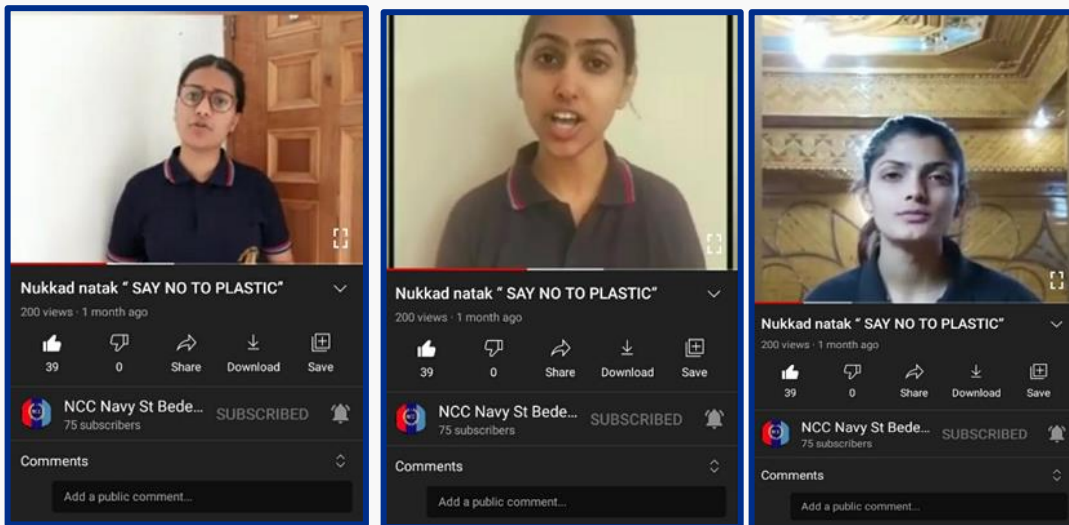 Nukkad natak “ SAY NO TO PLASTIC”
200 views · 1 month ago
39
0
Share
Download
Save
NCC Navy St Bede...
75 subscribers
SUBSCRIBED
Comments
Add a public comment...
Nukkad natak “ SAY NO TO PLASTIC”
200 views · 1 month ago
39
0
Share
Download
Save
NCC Navy St Bede...
75 subscribers
SUBSCRIBED
Comments
Add a public comment...
Nukkad natak “ SAY NO TO PLASTIC”
200 views · 1 month ago
39
0
Share
Download
Save
NCC Navy St Bede...
75 subscribers
SUBSCRIBED
Comments
Add a public comment...